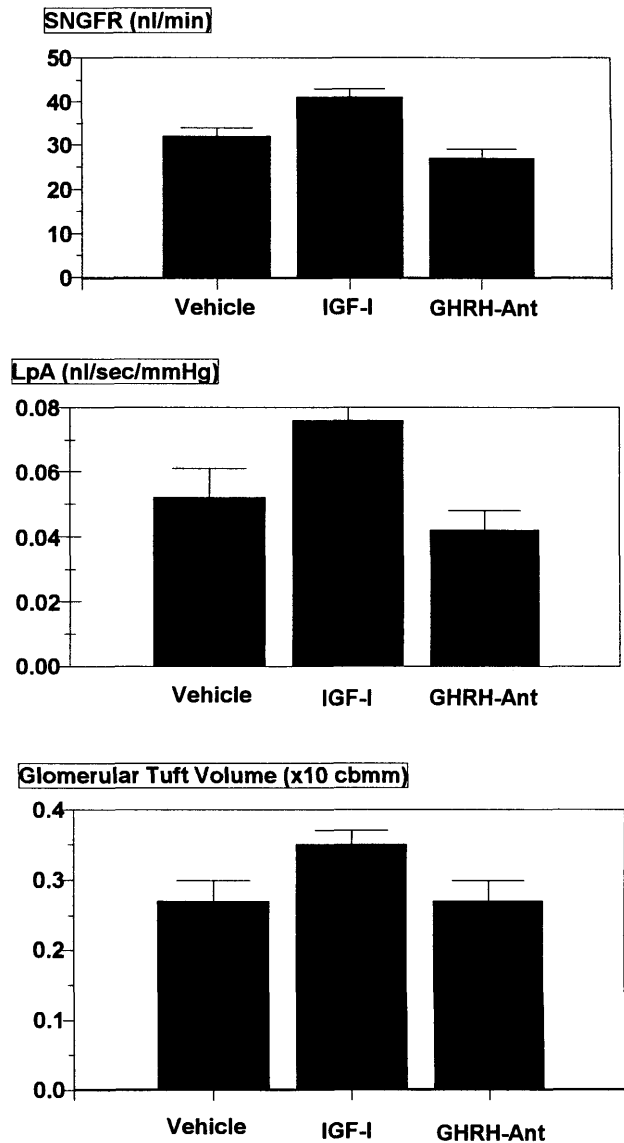 SNGFR (nl/min)
50
40
30
20
10
0
Vehicle IGF-I GHRH-Ant
LpA (nl/sec/mmHg)
0.08
0.06
0.04
0.02
0.00
Vehicle IGF-I GHRH-Ant
Glomerular Tuft Volume (x10 cbmm)
0.4
0.3
0.2
0.1
0.0
Vehicle IGF-I GHRH-Ant